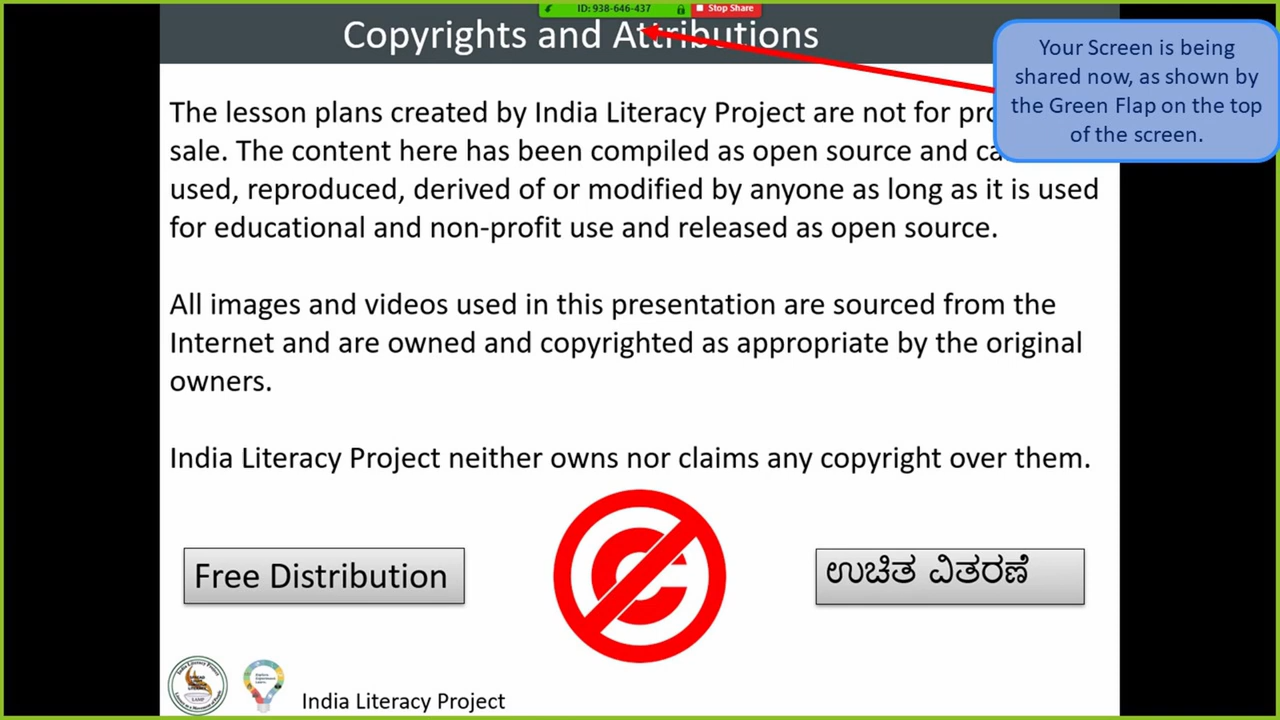 ID: 938-646-437
Stop Share
Copyrights and Attributions
Your Screen is being
shared now, as shown by
the Green Flap on the top
of the screen.
The lesson plans created by India Literacy Project are not for
sale. The content here has been compiled as open source and
used, reproduced, derived of or modified by anyone as long as it is used
for educational and non-profit use and released as open source.
All images and videos used in this presentation are sourced from the
Internet and are owned and copyrighted as appropriate by the original
owners.
India Literacy Project neither owns nor claims any copyright over them.
Free Distribution
ಉಚಿತ ವಿತರಣೆ
India Literacy Project